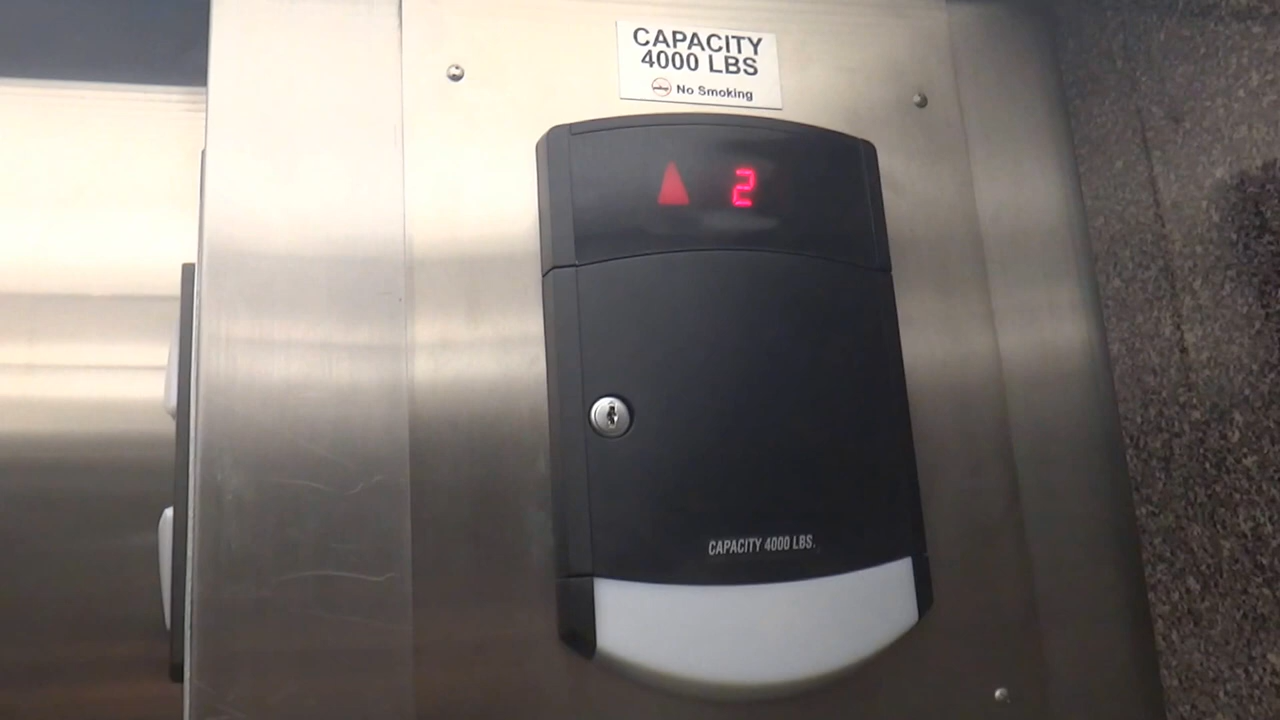 CAPACITY
4000 LBS
No Smoking
2
CAPACITY 4000 LBS.